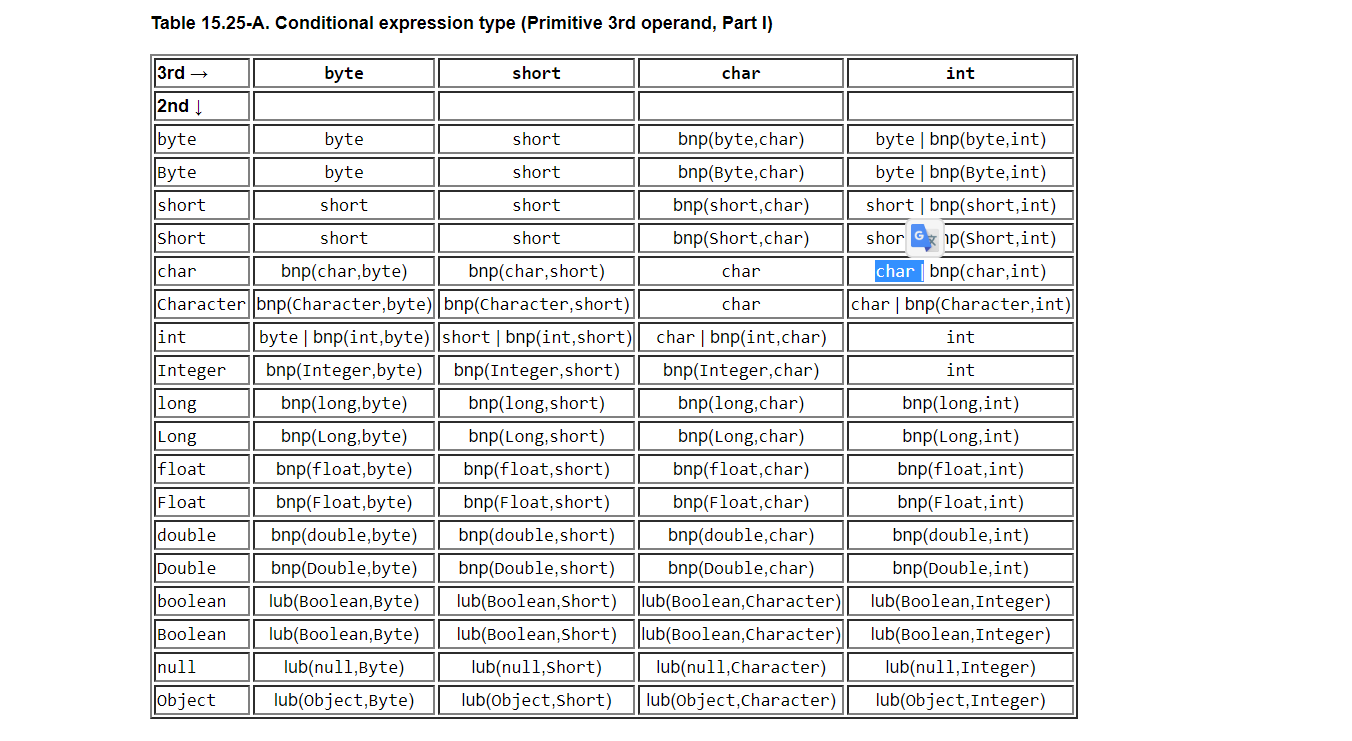 Table 15.25-A. Conditional expression type (Primitive 3rd operand, Part I)
3rd → byte short char int
2nd ↓
byte byte short bnp(byte,char) byte | bnp(byte,int)
Byte byte short bnp(Byte,char) byte | bnp(Byte,int)
short short short bnp(short,char) short | bnp(short,int)
Short short short bnp(Short,char) shor np(Short,int)
char bnp(char,byte) bnp(char,short) char char | bnp(char,int)
Character bnp(Character,byte) bnp(Character,short) char char | bnp(Character,int)
int byte | bnp(int,byte) short | bnp(int,short) char | bnp(int,char) int
Integer bnp(Integer,byte) bnp(Integer,short) bnp(Integer,char) int
long bnp(long,byte) bnp(long,short) bnp(long,char) bnp(long,int)
Long bnp(Long,byte) bnp(Long,short) bnp(Long,char) bnp(Long,int)
float bnp(float,byte) bnp(float,short) bnp(float,char) bnp(float,int)
Float bnp(Float,byte) bnp(Float,short) bnp(Float,char) bnp(Float,int)
double bnp(double,byte) bnp(double,short) bnp(double,char) bnp(double,int)
Double bnp(Double,byte) bnp(Double,short) bnp(Double,char) bnp(Double,int)
boolean lub(Boolean,Byte) lub(Boolean,Short) lub(Boolean,Character) lub(Boolean,Integer)
Boolean lub(Boolean,Byte) lub(Boolean,Short) lub(Boolean,Character) lub(Boolean,Integer)
null lub(null,Byte) lub(null,Short) lub(null,Character) lub(null,Integer)
Object lub(Object,Byte) lub(Object,Short) lub(Object,Character) lub(Object,Integer)